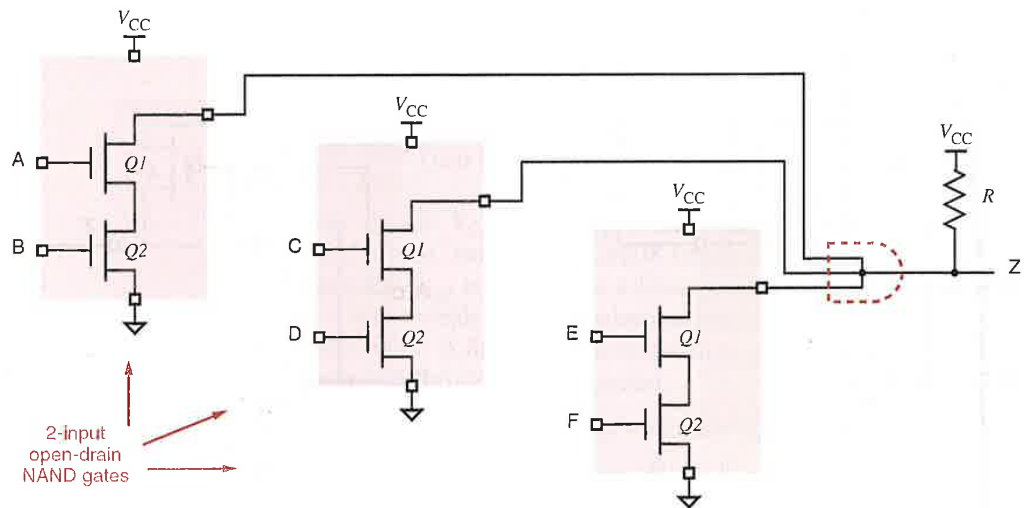 VCC
A
Q1
B
Q2
VCC
C
Q1
D
Q2
VCC
E
Q1
F
Q2
VCC
R
Z
2-input
open-drain
NAND gates